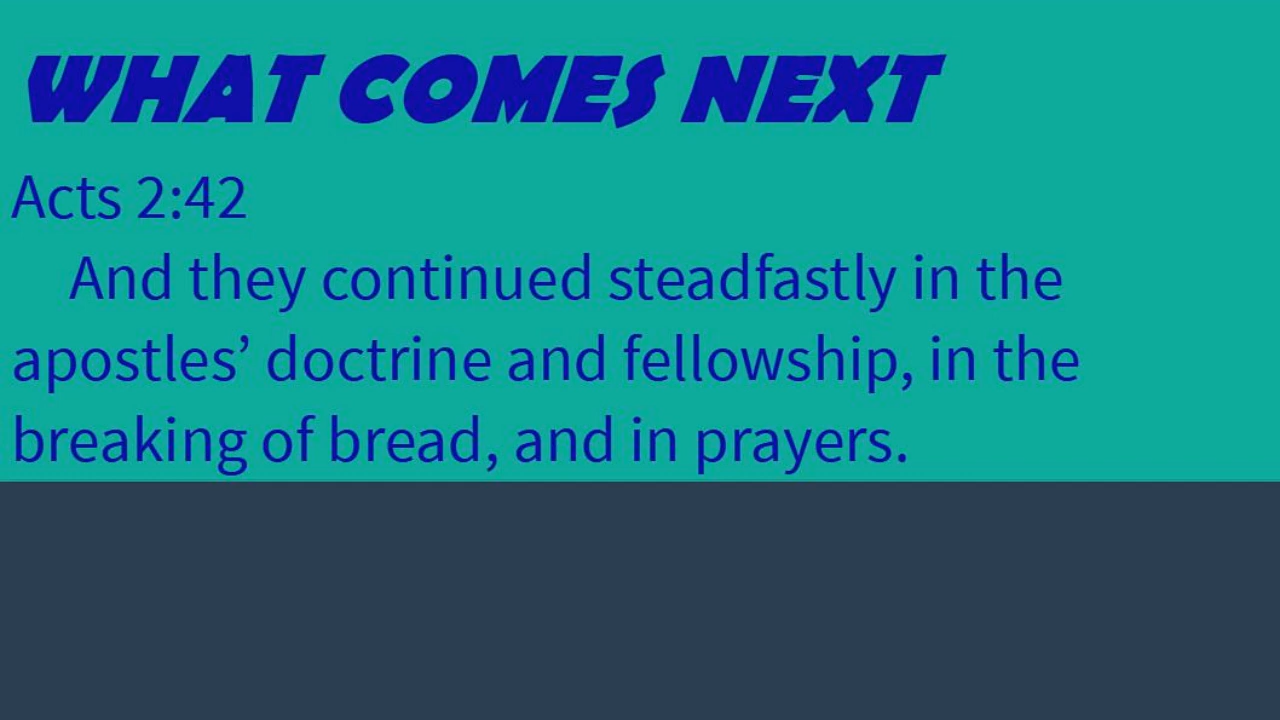 WHAT COMES NEXT
Acts 2:42
And they continued steadfastly in the
apostles’ doctrine and fellowship, in the
breaking of bread, and in prayers.